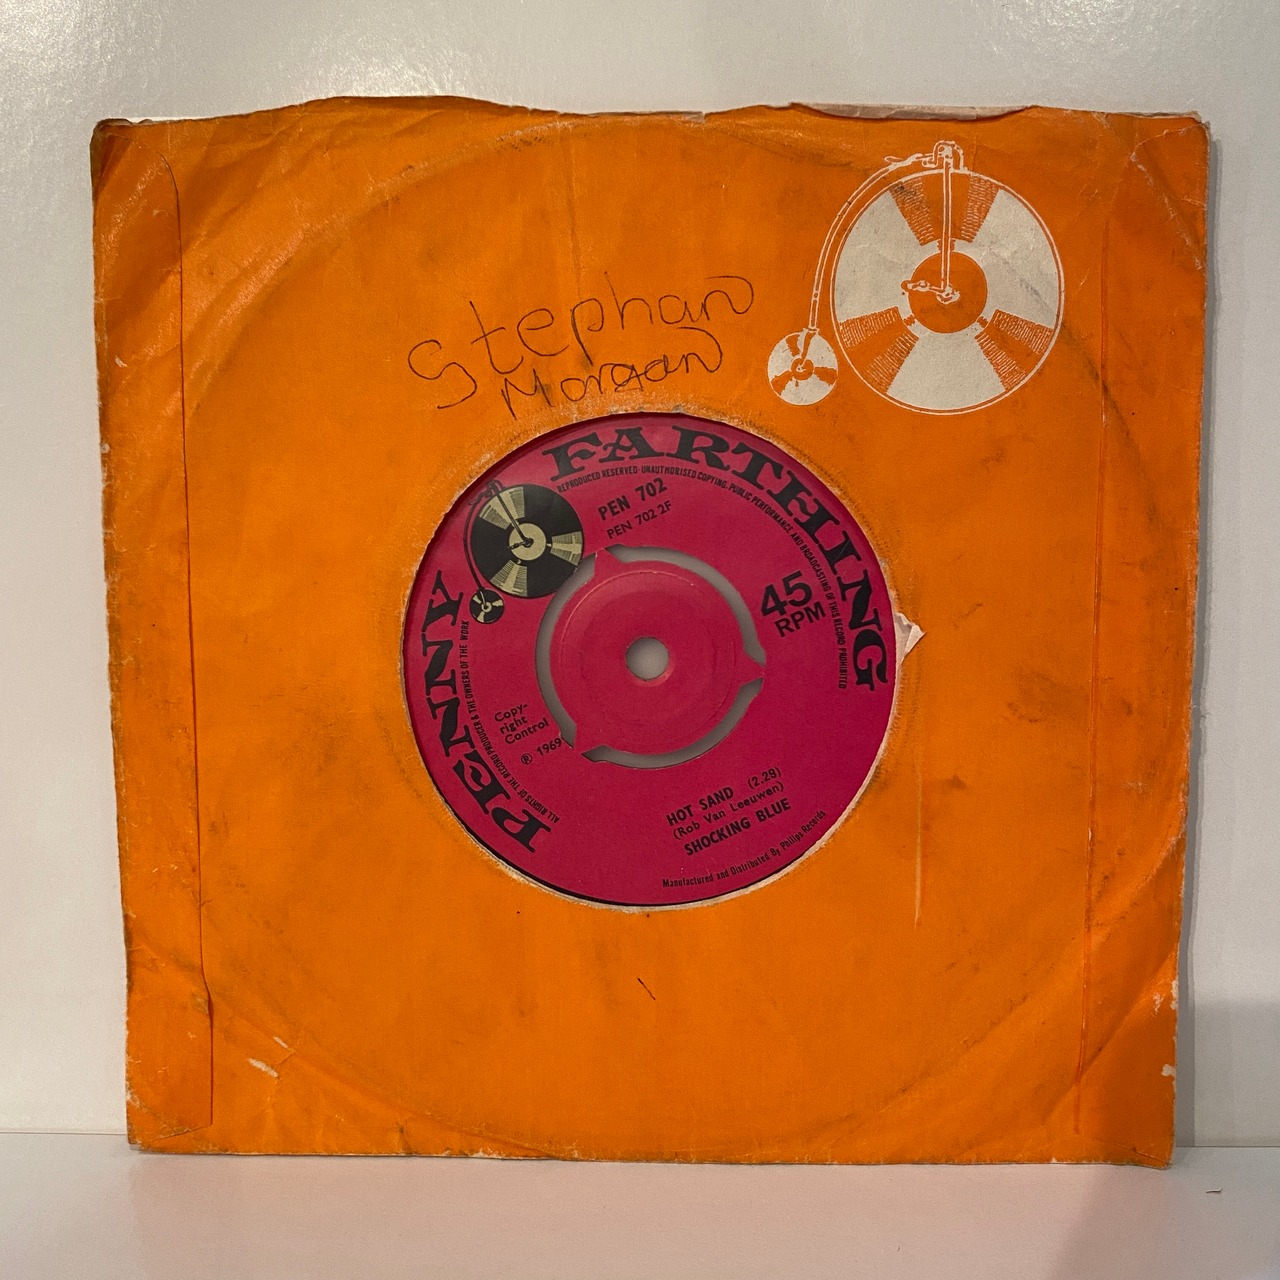 Stephan
Morgan
PENNY FARTHING
REPRODUCED RESERVED·UNAUTHORISED COPYING·PUBLIC PERFORMANCE AND BROADCASTING OF THIS RECORD PROHIBITED
PEN 702
PEN 702 2F
45
RPM
ALL RIGHTS OF THE RECORD PRODUCER & THE OWNERS OF THE WORK
Copy-
right
Control
℗ 1969
HOT SAND (2.28)
(Rob Van Leeuwen)
SHOCKING BLUE
Manufactured and Distributed By Philips Records